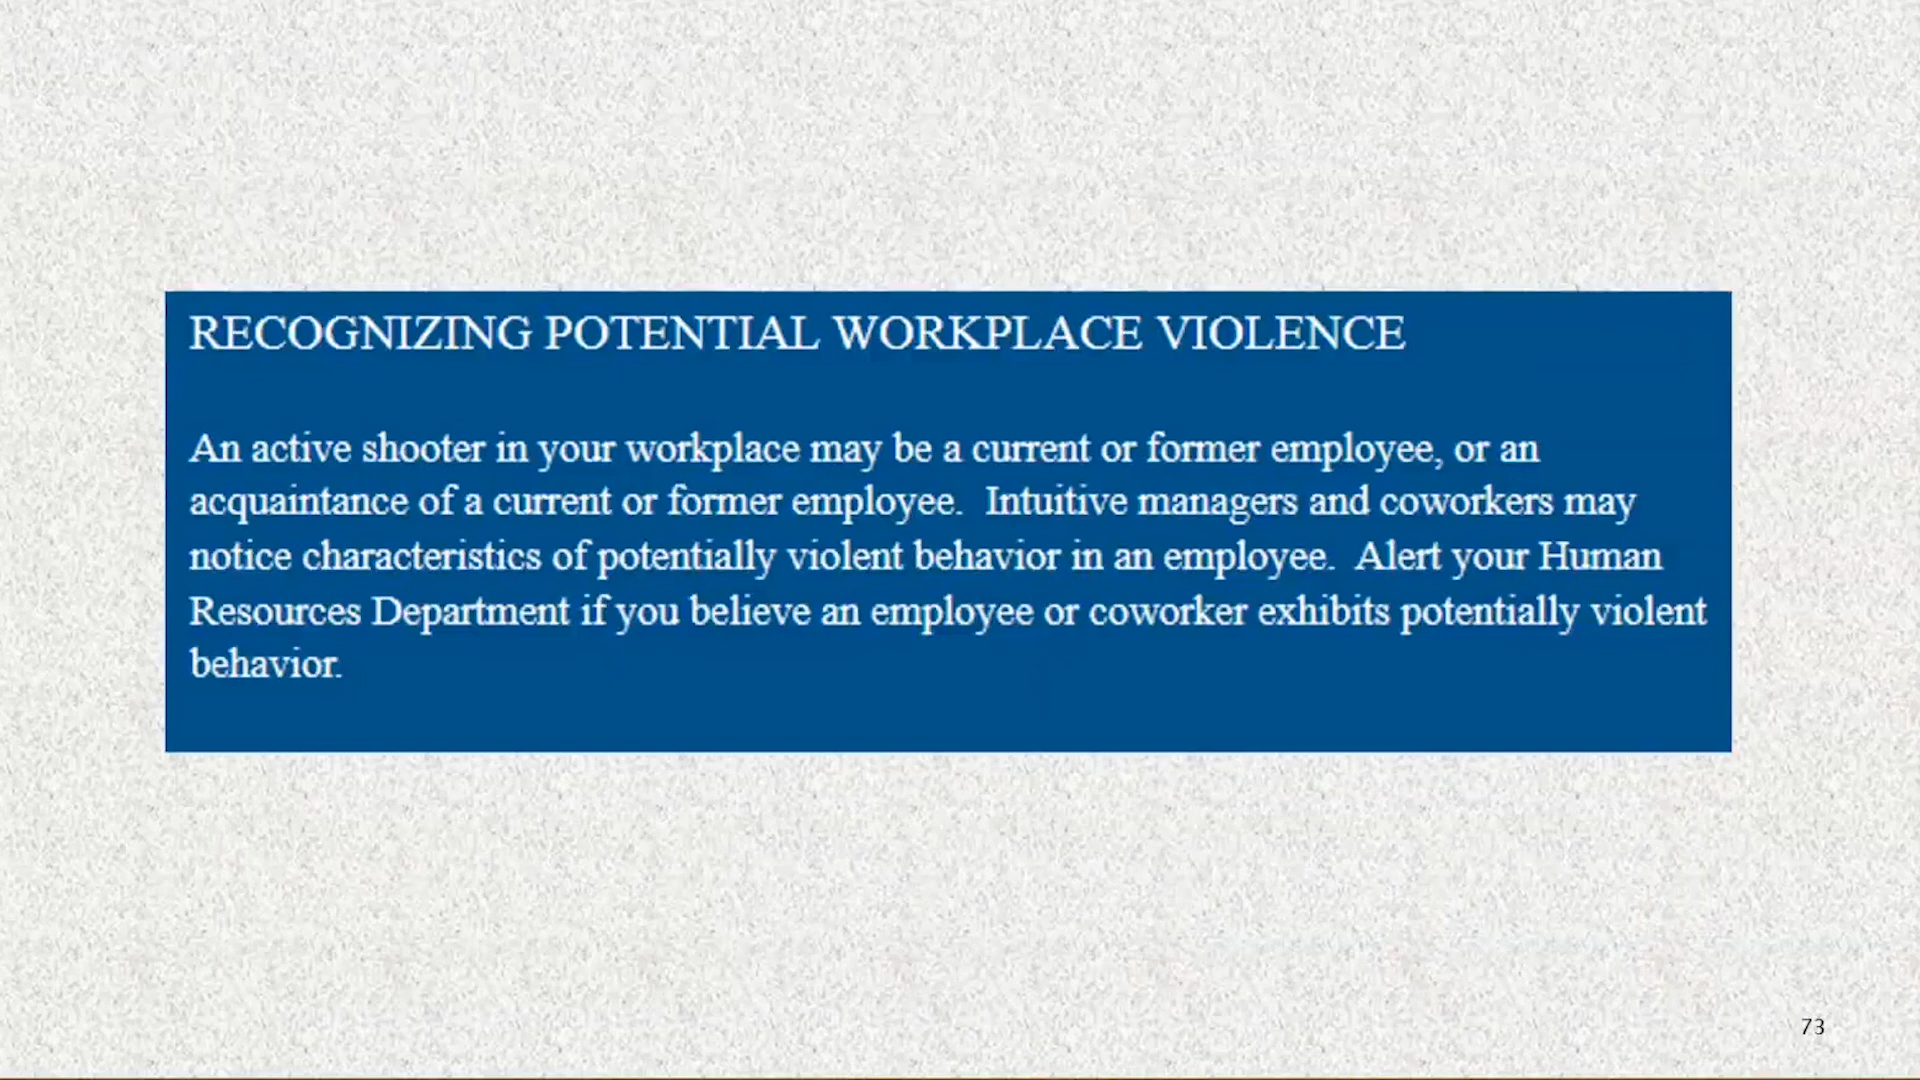 RECOGNIZING POTENTIAL WORKPLACE VIOLENCE
An active shooter in your workplace may be a current or former employee, or an
acquaintance of a current or former employee.  Intuitive managers and coworkers may
notice characteristics of potentially violent behavior in an employee.  Alert your Human
Resources Department if you believe an employee or coworker exhibits potentially violent
behavior.
73